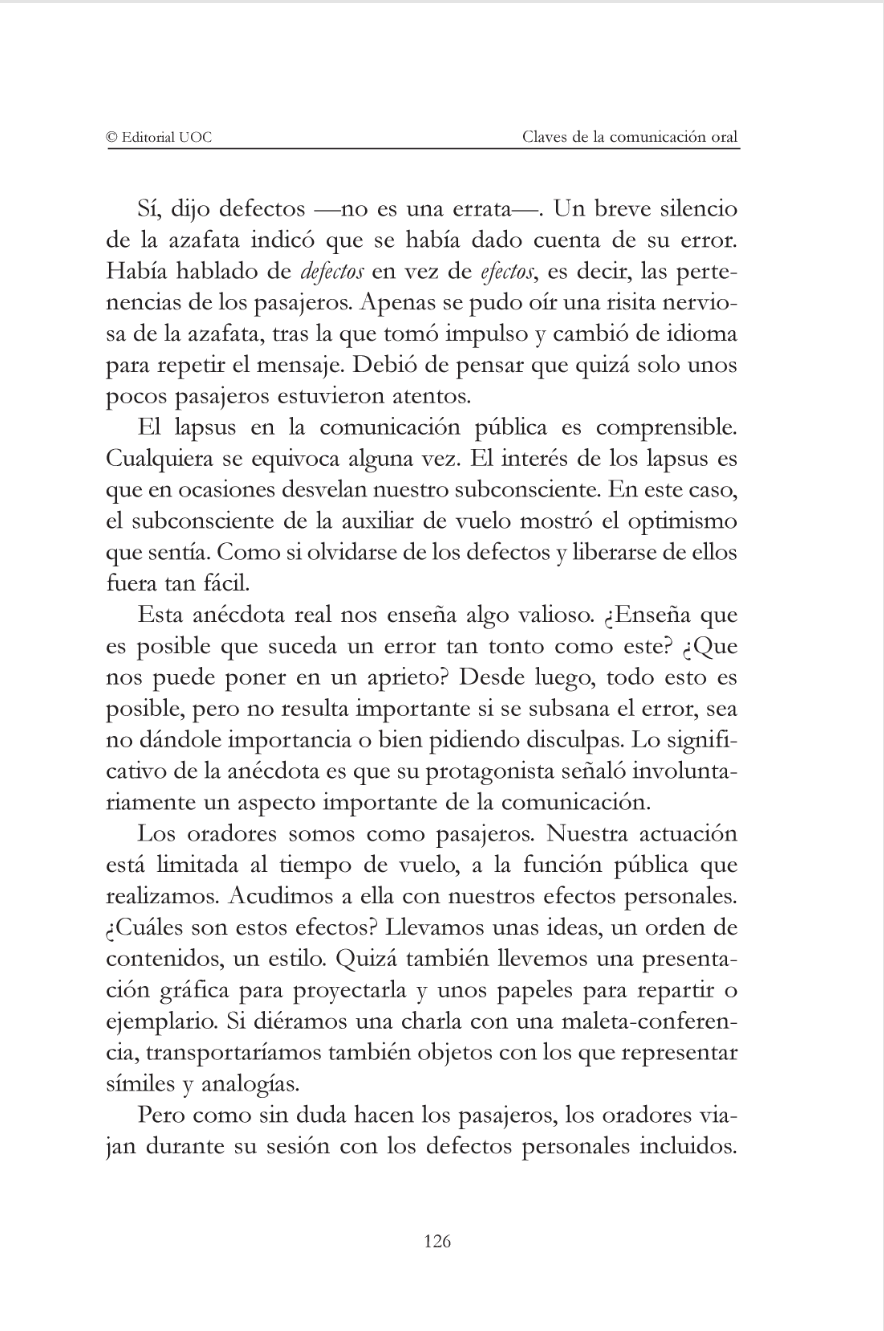 © Editorial UOC Claves de la comunicación oral
Sí, dijo defectos —no es una errata—. Un breve silencio
de la azafata indicó que se había dado cuenta de su error.
Había hablado de defectos en vez de efectos, es decir, las perte-
nencias de los pasajeros. Apenas se pudo oír una risita nervio-
sa de la azafata, tras la que tomó impulso y cambió de idioma
para repetir el mensaje. Debió de pensar que quizá solo unos
pocos pasajeros estuvieron atentos.
El lapsus en la comunicación pública es comprensible.
Cualquiera se equivoca alguna vez. El interés de los lapsus es
que en ocasiones desvelan nuestro subconsciente. En este caso,
el subconsciente de la auxiliar de vuelo mostró el optimismo
que sentía. Como si olvidarse de los defectos y liberarse de ellos
fuera tan fácil.
Esta anécdota real nos enseña algo valioso. ¿Enseña que
es posible que suceda un error tan tonto como este? ¿Que
nos puede poner en un aprieto? Desde luego, todo esto es
posible, pero no resulta importante si se subsana el error, sea
no dándole importancia o bien pidiendo disculpas. Lo signifi-
cativo de la anécdota es que su protagonista señaló involunta-
riamente un aspecto importante de la comunicación.
Los oradores somos como pasajeros. Nuestra actuación
está limitada al tiempo de vuelo, a la función pública que
realizamos. Acudimos a ella con nuestros efectos personales.
¿Cuáles son estos efectos? Llevamos unas ideas, un orden de
contenidos, un estilo. Quizá también llevemos una presenta-
ción gráfica para proyectarla y unos papeles para repartir o
ejemplario. Si diéramos una charla con una maleta-conferen-
cia, transportaríamos también objetos con los que representar
símiles y analogías.
Pero como sin duda hacen los pasajeros, los oradores via-
jan durante su sesión con los defectos personales incluidos.
126